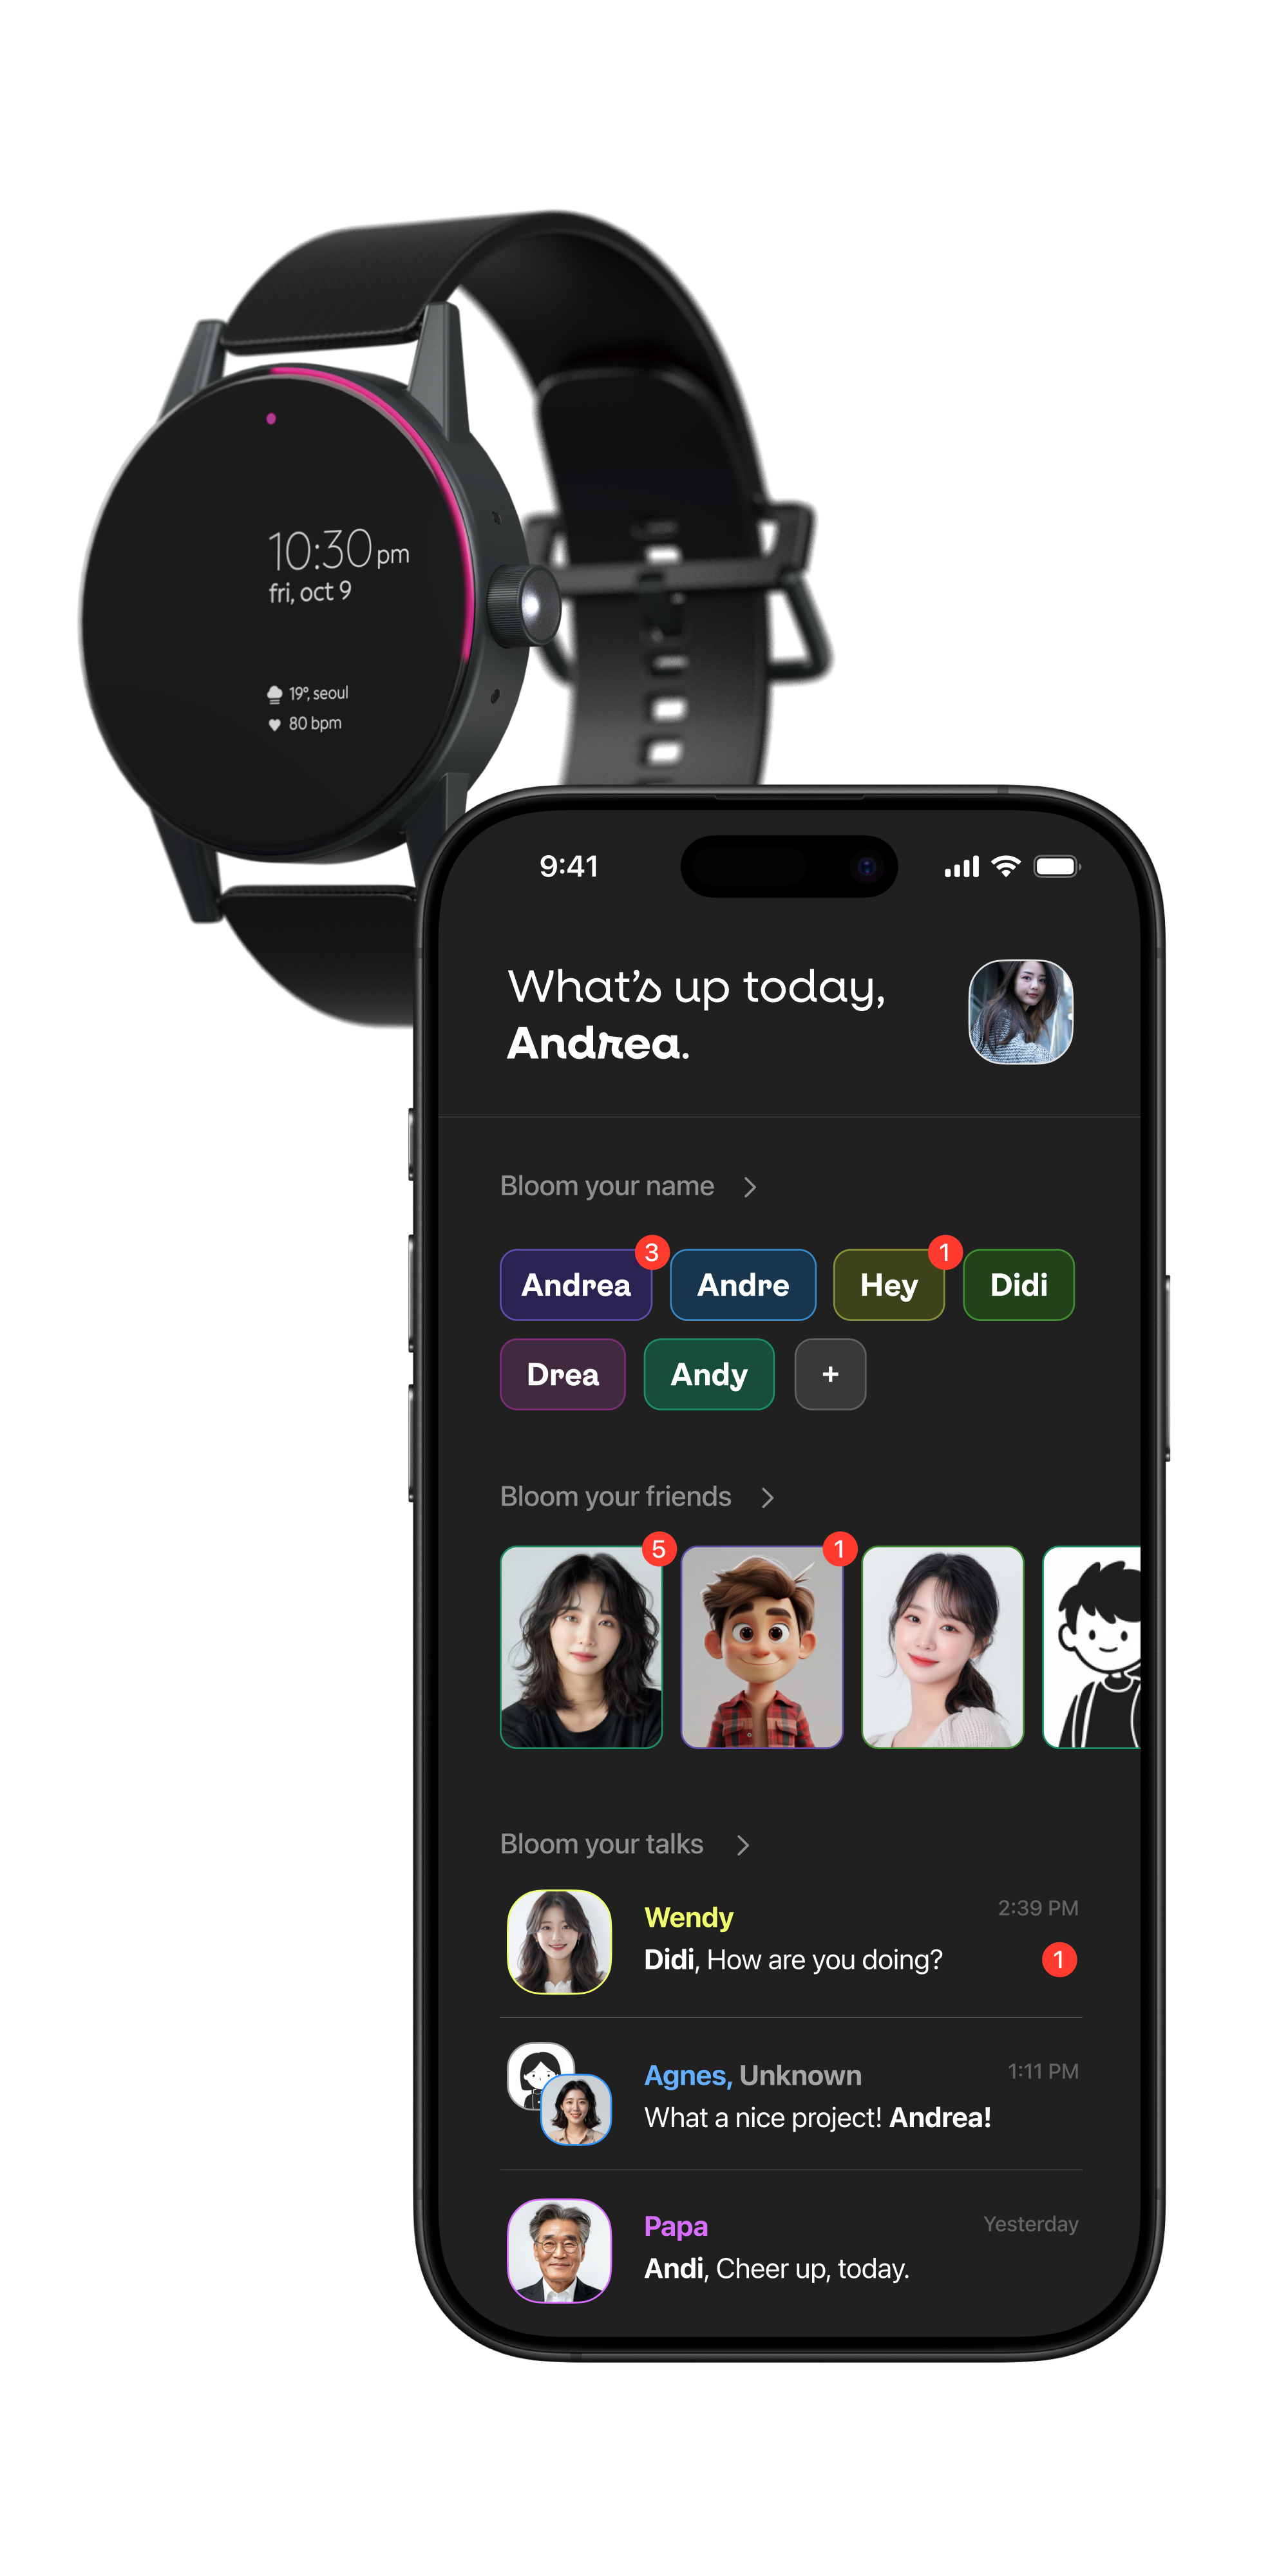 10:30 pm
fri, oct 9
19°, seoul
80 bpm
9:41
What's up today,
Andrea.
Bloom your name >
3
1
Andrea Andre Hey Didi
Drea Andy +
Bloom your friends >
5
1
Bloom your talks >
Wendy 2:39 PM
Didi, How are you doing? 1
Agnes, Unknown 1:11 PM
What a nice project! Andrea!
Papa Yesterday
Andi, Cheer up, today.